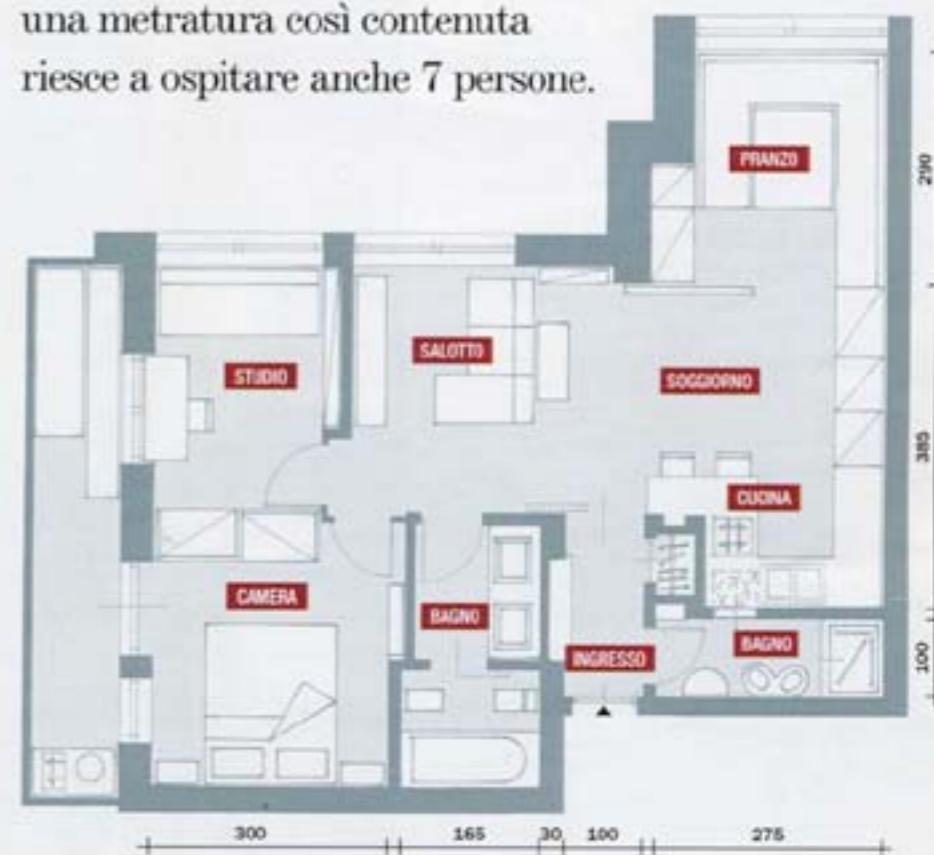 una metratura così contenuta
riesce a ospitare anche 7 persone.
PRANZO
290
SALOTTO
STUDIO
SOGGIORNO
385
CUCINA
CAMERA
BAGNO
BAGNO
INGRESSO
100
300
165
30
100
275